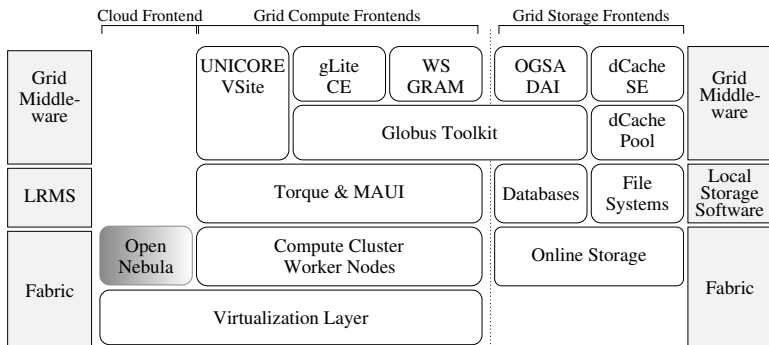 Cloud Frontend
Grid Compute Frontends
Grid Storage Frontends
Grid
Middle-
ware
UNICORE
VSite
gLite
CE
WS
GRAM
OGSA
DAI
dCache
SE
Grid
Middle-
ware
Globus Toolkit
dCache
Pool
LRMS
Torque & MAUI
Databases
File
Systems
Local
Storage
Software
Fabric
Open
Nebula
Compute Cluster
Worker Nodes
Online Storage
Fabric
Virtualization Layer